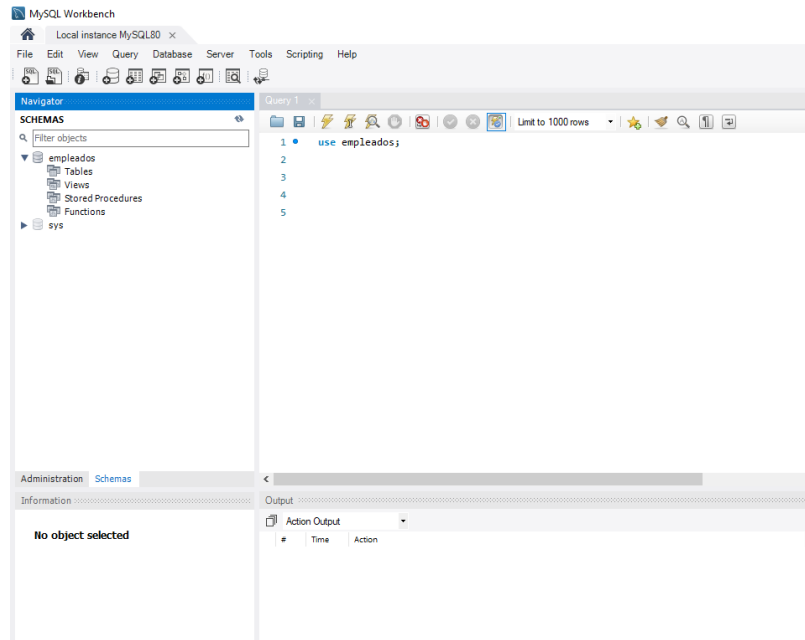 MySQL Workbench
Local instance MySQL80 ×
File Edit View Query Database Server Tools Scripting Help
Navigator
SCHEMAS
Filter objects
empleados
Tables
Views
Stored Procedures
Functions
sys
Administration Schemas
Information
No object selected
Query 1 ×
Limit to 1000 rows
1 use empleados;
2
3
4
5
Output
Action Output
# Time Action